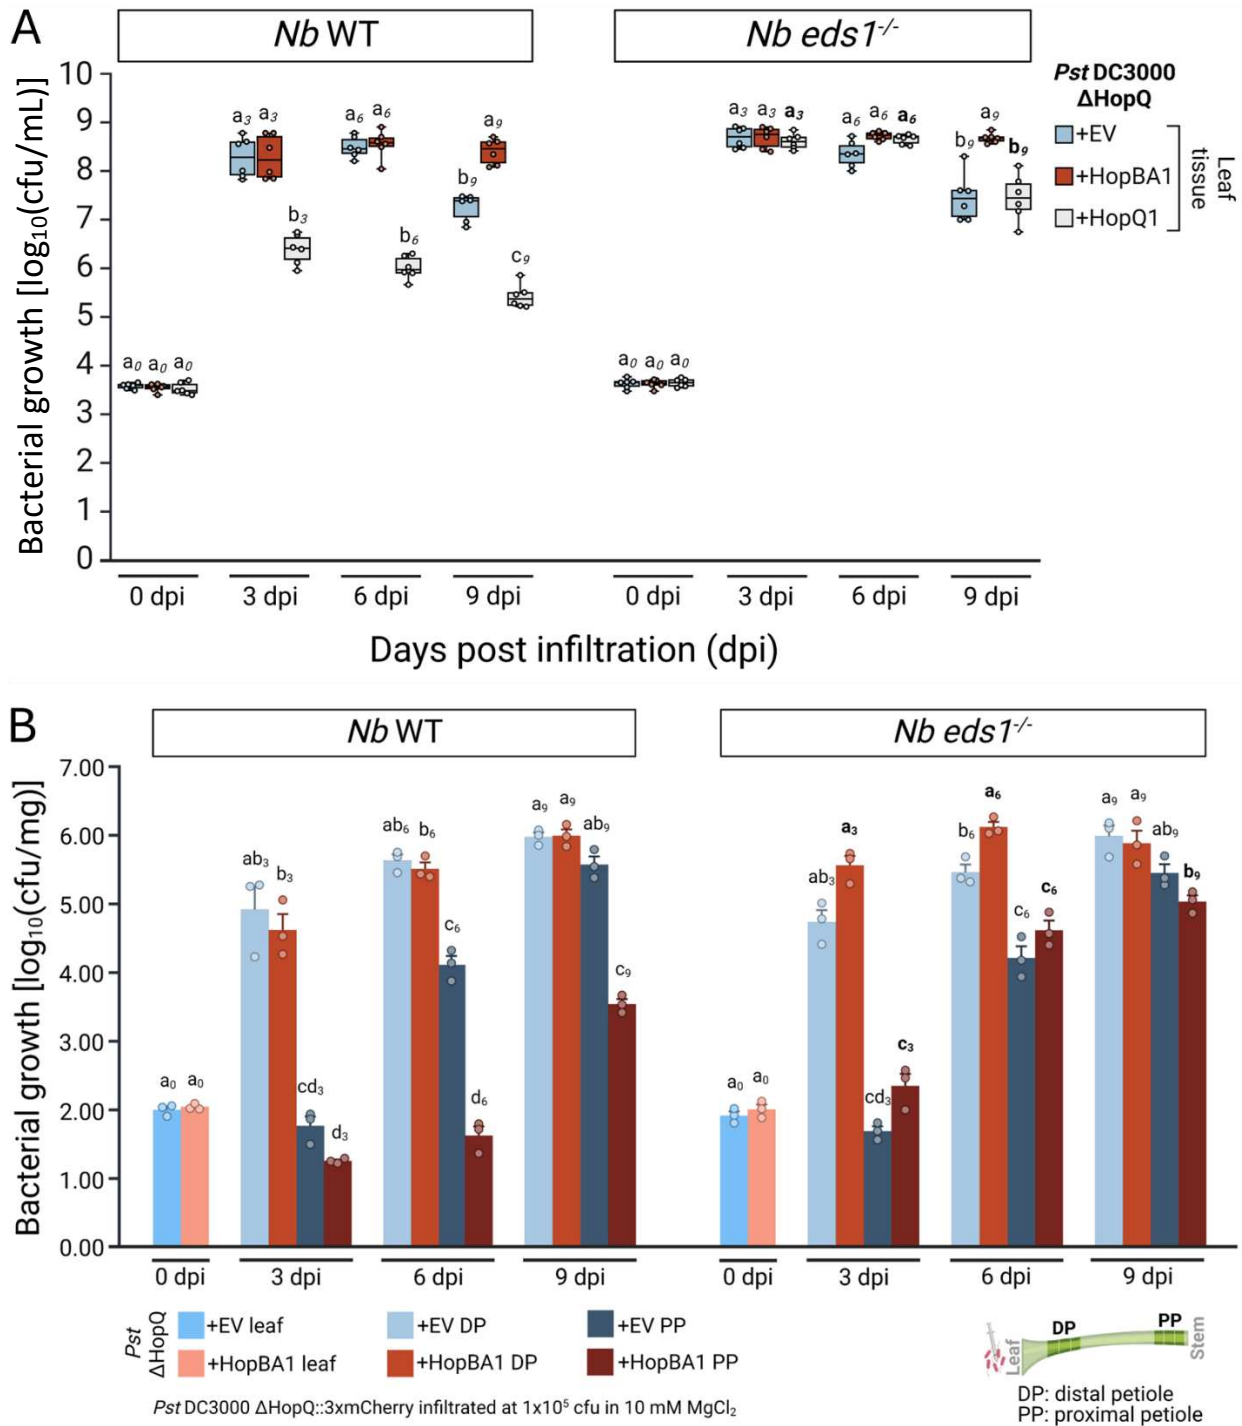 A
Nb WT
Nb eds1-/-
Bacterial growth [log10(cfu/mL)]
10
9
8
7
6
5
4
3
2
1
0
a0 a0 a0
a3 a3
b3
a6 a6
b6
b9
a9
c9
a0 a0 a0
a3 a3 a3
a6 a6 a6
b9
a9
b9
Pst DC3000
ΔHopQ
+EV
+HopBA1
+HopQ1
Leaf
tissue
0 dpi 3 dpi 6 dpi 9 dpi 0 dpi 3 dpi 6 dpi 9 dpi
Days post infiltration (dpi)
B
Nb WT
Nb eds1-/-
Bacterial growth [log10(cfu/mg)]
7.00
6.00
5.00
4.00
3.00
2.00
1.00
0.00
a0 a0
ab3 b3
cd3
d3
ab6 b6
c6
d6
a9 a9
ab9
c9
a0 a0
ab3
a3
cd3
c3
b6
a6
c6
c6
a9 a9
ab9
b9
0 dpi 3 dpi 6 dpi 9 dpi 0 dpi 3 dpi 6 dpi 9 dpi
Pst
ΔHopQ
+EV leaf
+EV DP
+EV PP
+HopBA1 leaf
+HopBA1 DP
+HopBA1 PP
Leaf
DP
PP
Stem
DP: distal petiole
PP: proximal petiole
Pst DC3000 ΔHopQ::3xmCherry infiltrated at 1x10⁵ cfu in 10 mM MgCl₂